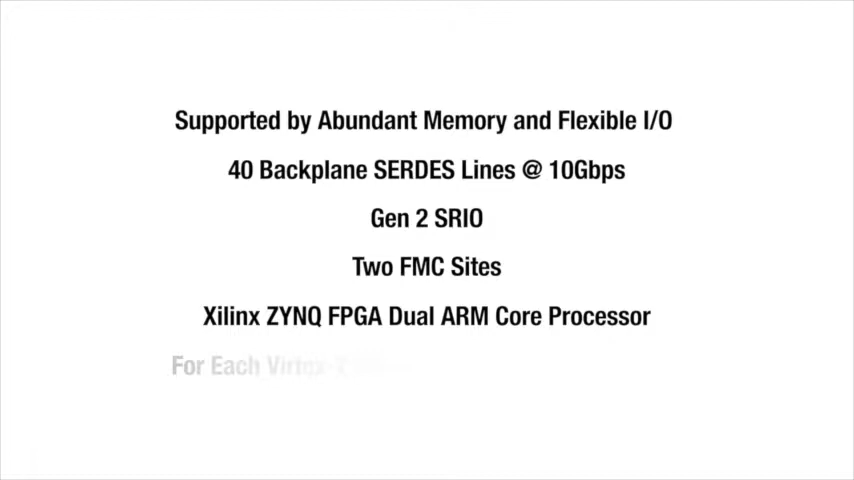 Supported by Abundant Memory and Flexible I/O
40 Backplane SERDES Lines @ 10Gbps
Gen 2 SRIO
Two FMC Sites
Xilinx ZYNQ FPGA Dual ARM Core Processor
For Each